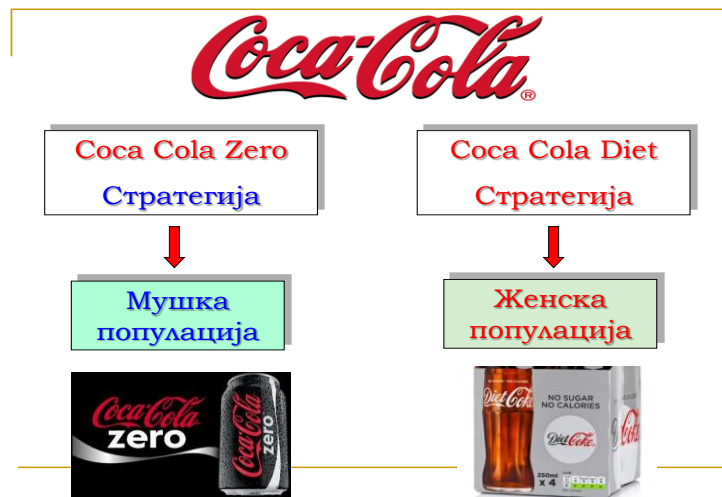 Coca-Cola®
Coca Cola Zero
Стратегија
Coca Cola Diet
Стратегија
Мушка
популација
Женска
популација
Coca-Cola
zero
Coca-Cola
zero
Diet Coke
NO SUGAR
NO CALORIES
Diet Coke
250ml
x 4